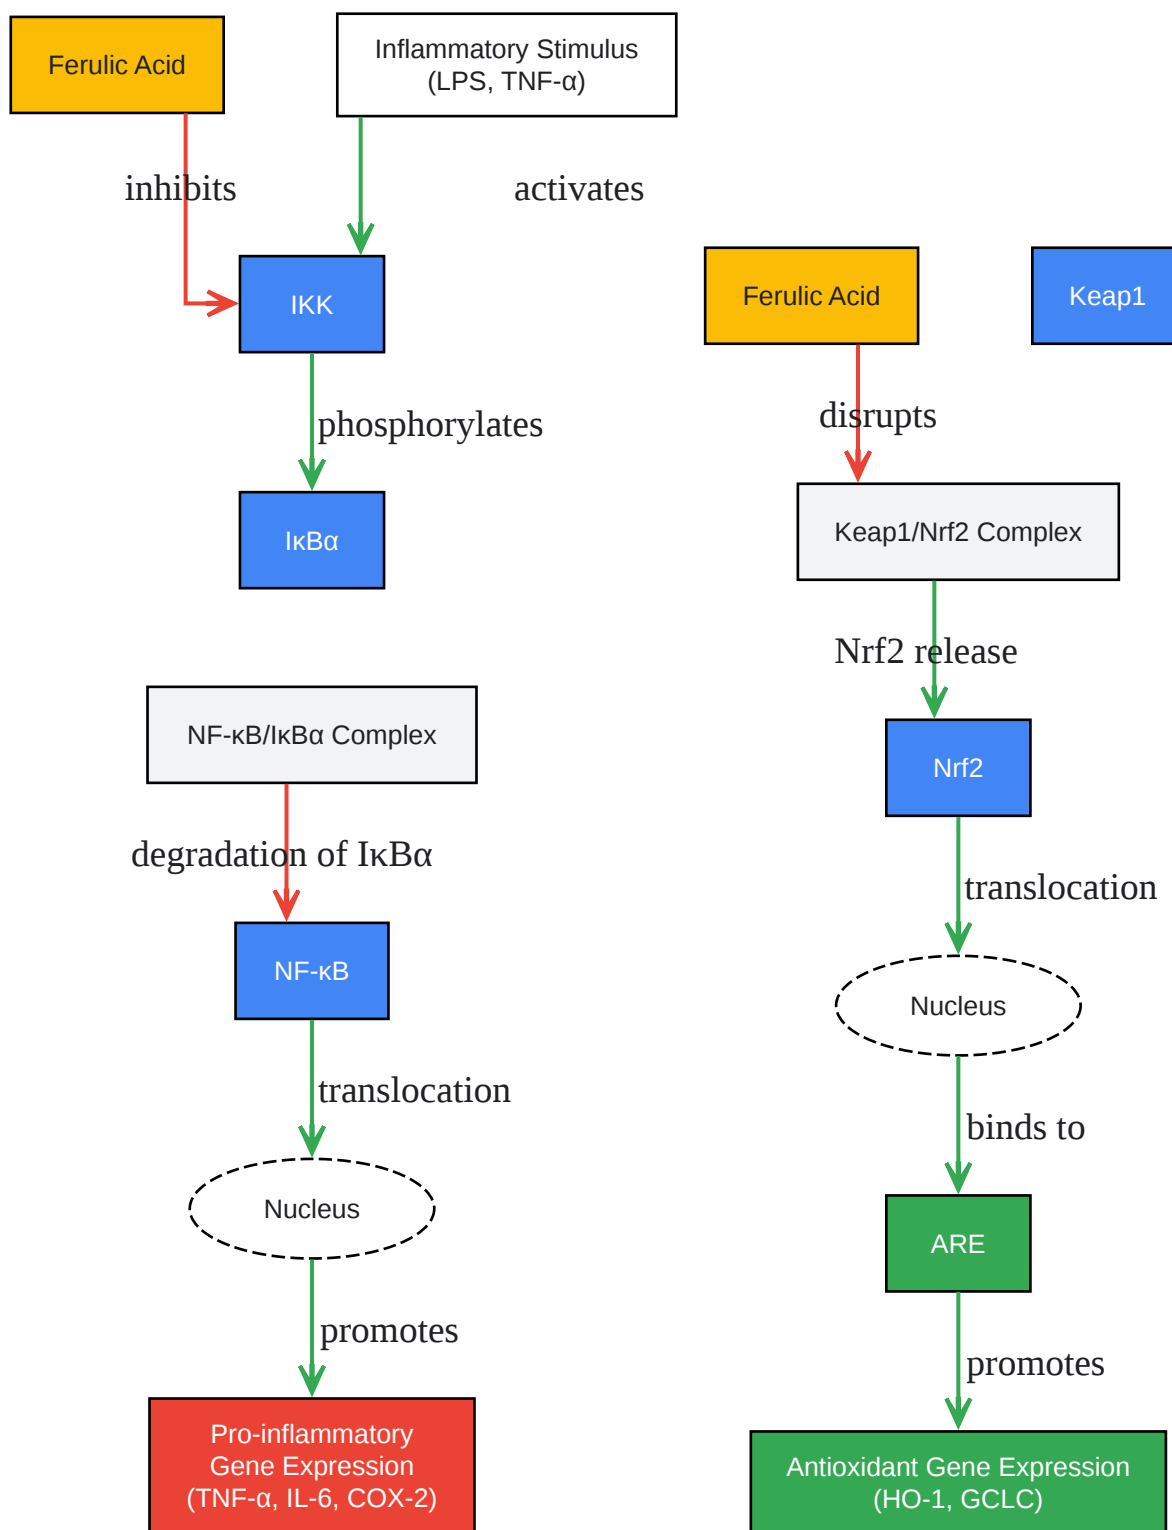 Ferulic Acid
Inflammatory Stimulus
(LPS, TNF-α)
inhibits
activates
IKK
phosphorylates
IκBα
NF-κB/IκBα Complex
degradation of IκBα
NF-κB
translocation
Nucleus
promotes
Pro-inflammatory
Gene Expression
(TNF-α, IL-6, COX-2)
Ferulic Acid
Keap1
disrupts
Keap1/Nrf2 Complex
Nrf2 release
Nrf2
translocation
Nucleus
binds to
ARE
promotes
Antioxidant Gene Expression
(HO-1, GCLC)